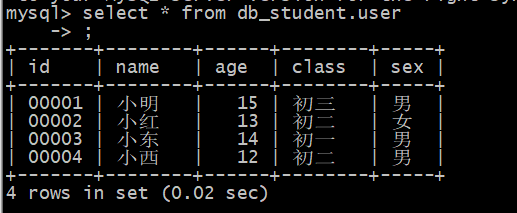 mysql> select * from db_student.user
    -> ;
+-------+--------+------+--------+-----+
| id    | name   | age  | class  | sex |
+-------+--------+------+--------+-----+
| 00001 | 小明   |   15 | 初三   | 男  |
| 00002 | 小红   |   13 | 初二   | 女  |
| 00003 | 小东   |   14 | 初一   | 男  |
| 00004 | 小西   |   12 | 初二   | 男  |
+-------+--------+------+--------+-----+
4 rows in set (0.02 sec)